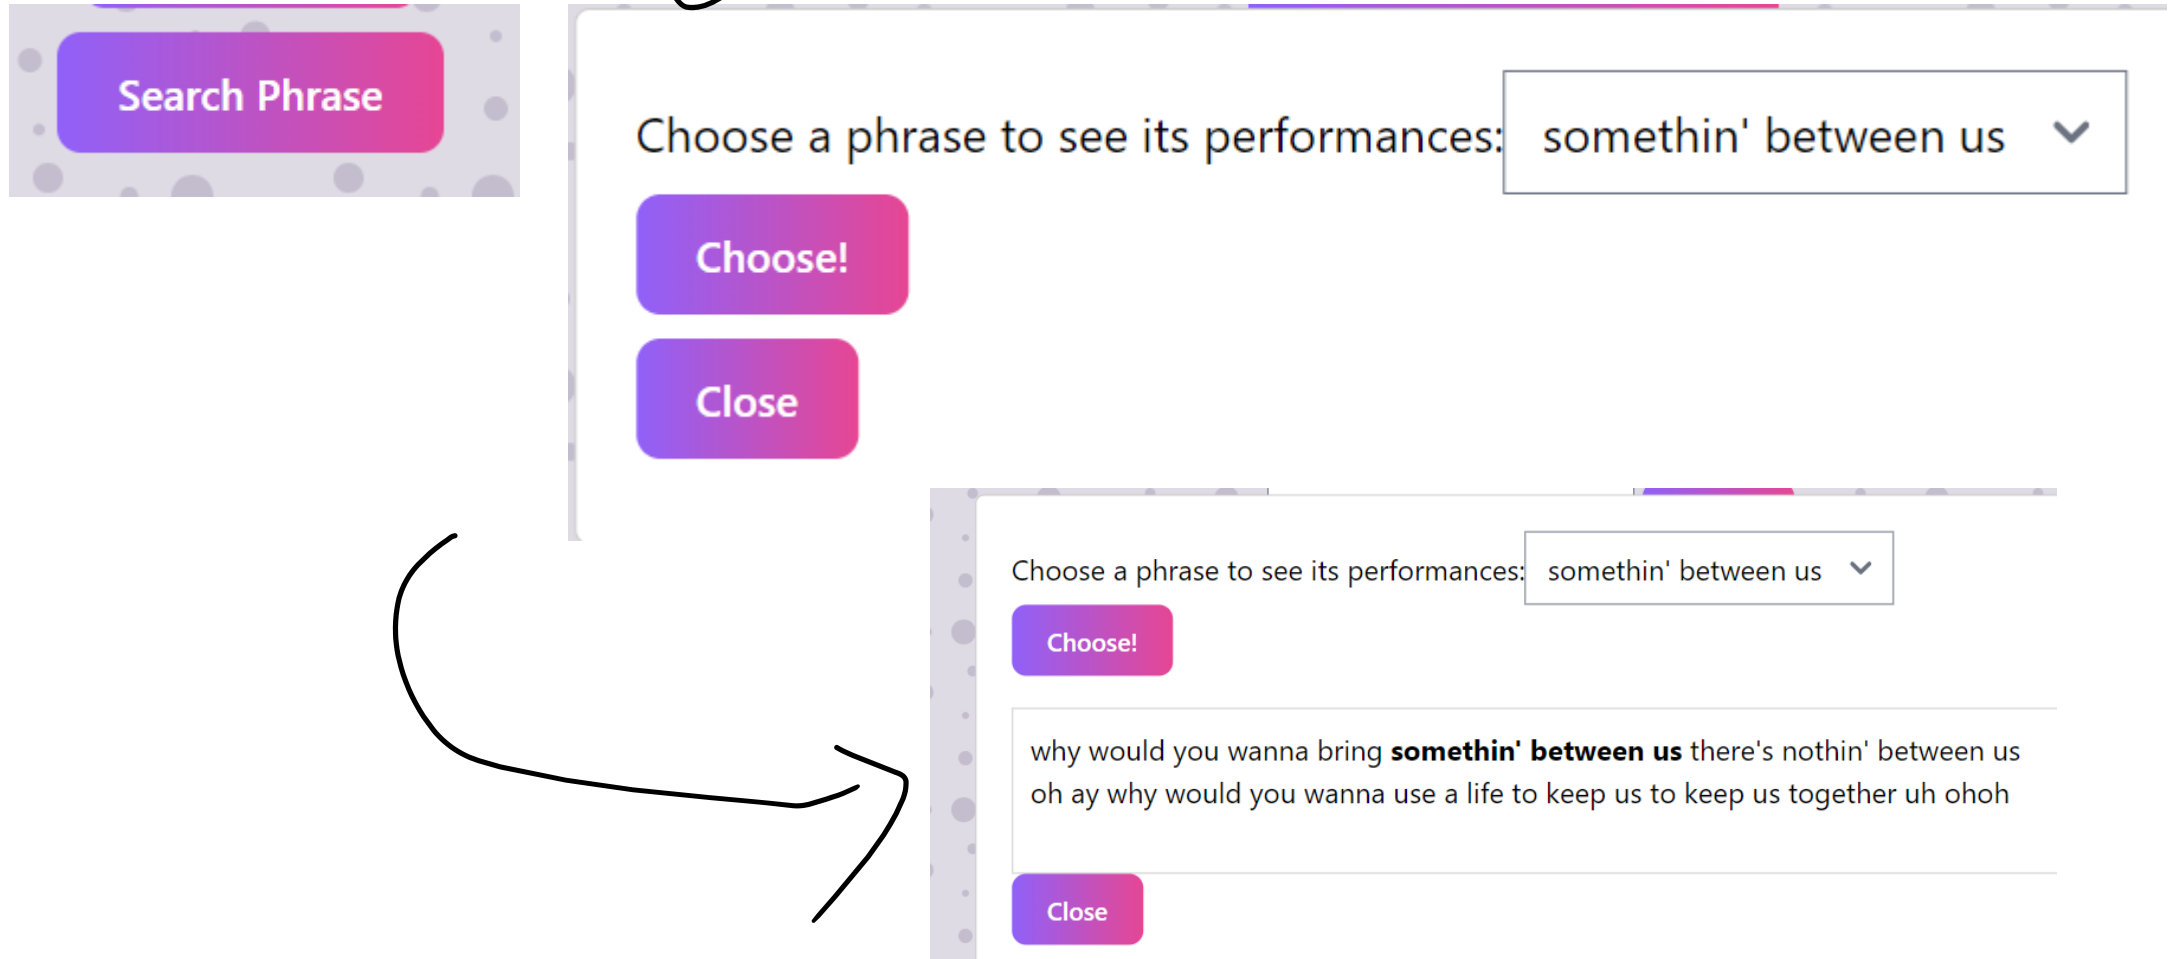 Search Phrase
Choose a phrase to see its performances: somethin' between us
Choose!
Close
Choose a phrase to see its performances: somethin' between us
Choose!
why would you wanna bring somethin' between us there's nothin' between us
oh ay why would you wanna use a life to keep us to keep us together uh ohoh
Close